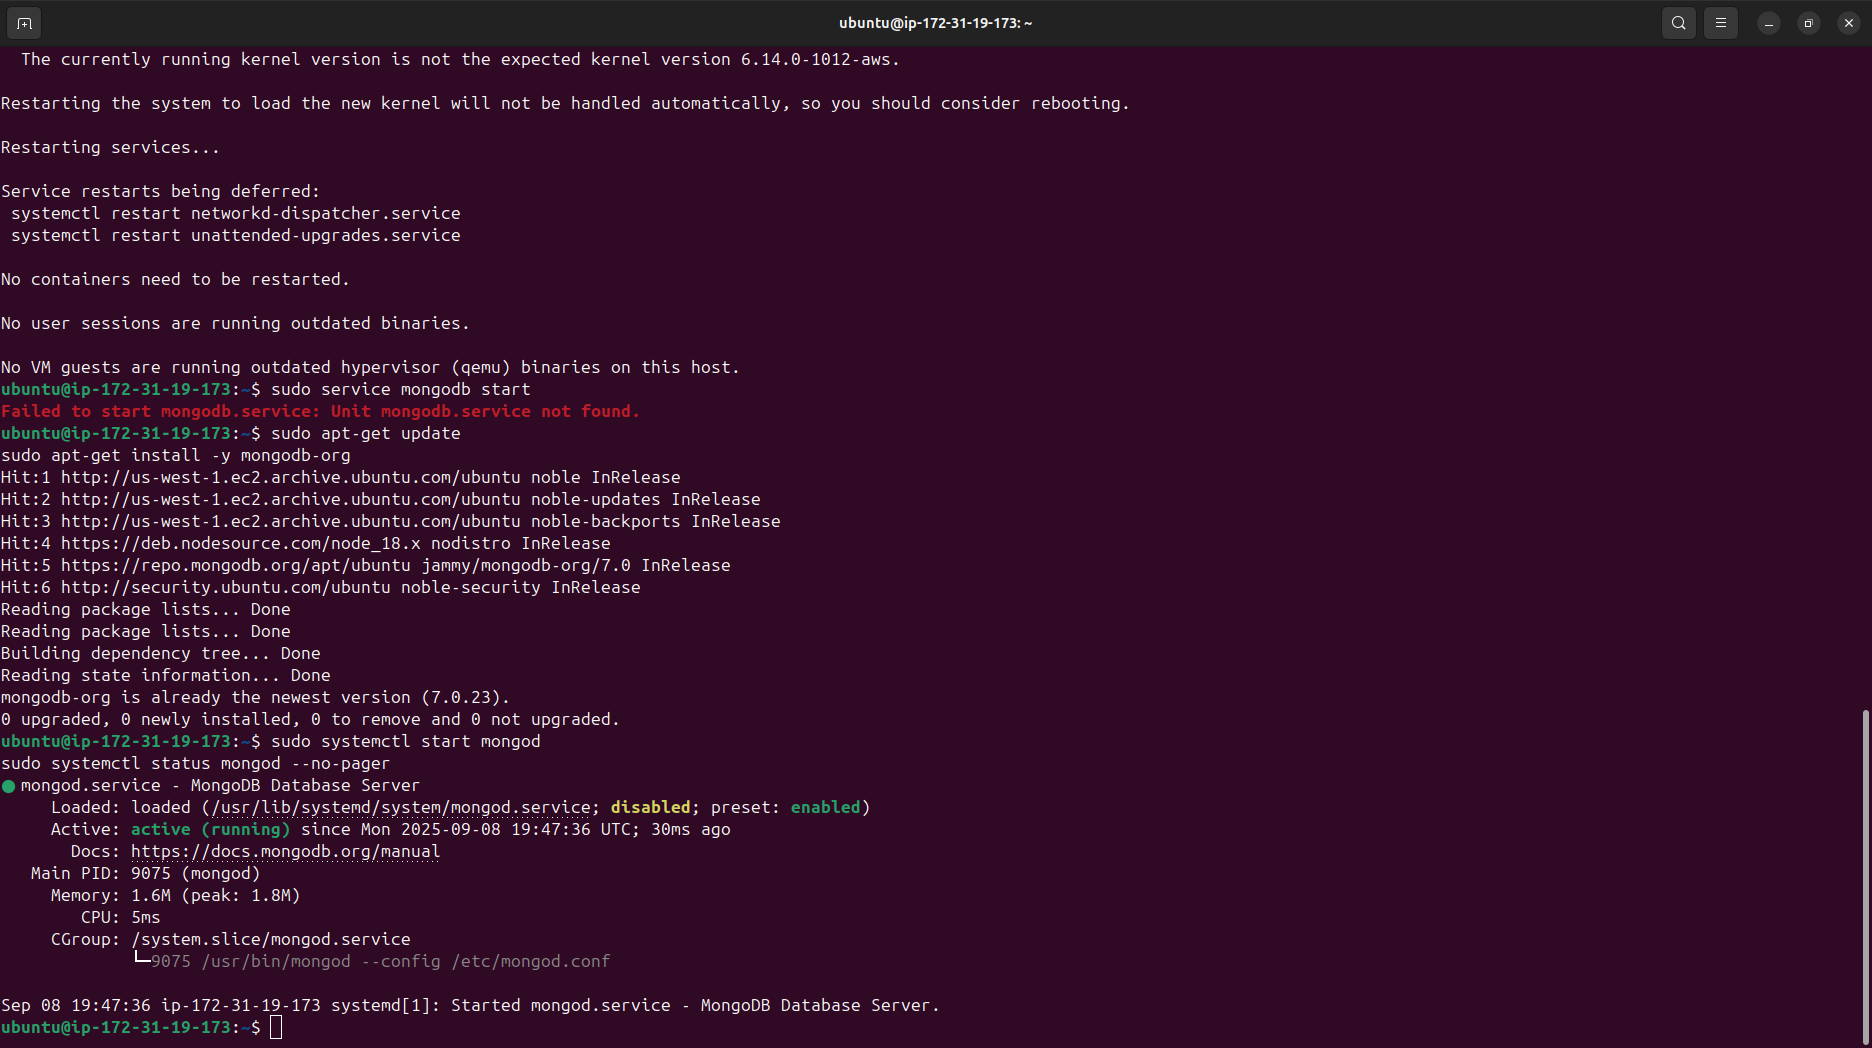 ubuntu@ip-172-31-19-173: ~
The currently running kernel version is not the expected kernel version 6.14.0-1012-aws.
Restarting the system to load the new kernel will not be handled automatically, so you should consider rebooting.
Restarting services...
Service restarts being deferred:
systemctl restart networkd-dispatcher.service
systemctl restart unattended-upgrades.service
No containers need to be restarted.
No user sessions are running outdated binaries.
No VM guests are running outdated hypervisor (qemu) binaries on this host.
ubuntu@ip-172-31-19-173:~$ sudo service mongodb start
Failed to start mongodb.service: Unit mongodb.service not found.
ubuntu@ip-172-31-19-173:~$ sudo apt-get update
sudo apt-get install -y mongodb-org
Hit:1 http://us-west-1.ec2.archive.ubuntu.com/ubuntu noble InRelease
Hit:2 http://us-west-1.ec2.archive.ubuntu.com/ubuntu noble-updates InRelease
Hit:3 http://us-west-1.ec2.archive.ubuntu.com/ubuntu noble-backports InRelease
Hit:4 https://deb.nodesource.com/node_18.x nodistro InRelease
Hit:5 https://repo.mongodb.org/apt/ubuntu jammy/mongodb-org/7.0 InRelease
Hit:6 http://security.ubuntu.com/ubuntu noble-security InRelease
Reading package lists... Done
Reading package lists... Done
Building dependency tree... Done
Reading state information... Done
mongodb-org is already the newest version (7.0.23).
0 upgraded, 0 newly installed, 0 to remove and 0 not upgraded.
ubuntu@ip-172-31-19-173:~$ sudo systemctl start mongod
sudo systemctl status mongod --no-pager
● mongod.service - MongoDB Database Server
Loaded: loaded (/usr/lib/systemd/system/mongod.service; disabled; preset: enabled)
Active: active (running) since Mon 2025-09-08 19:47:36 UTC; 30ms ago
Docs: https://docs.mongodb.org/manual
Main PID: 9075 (mongod)
Memory: 1.6M (peak: 1.8M)
CPU: 5ms
CGroup: /system.slice/mongod.service
└─9075 /usr/bin/mongod --config /etc/mongod.conf
Sep 08 19:47:36 ip-172-31-19-173 systemd[1]: Started mongod.service - MongoDB Database Server.
ubuntu@ip-172-31-19-173:~$